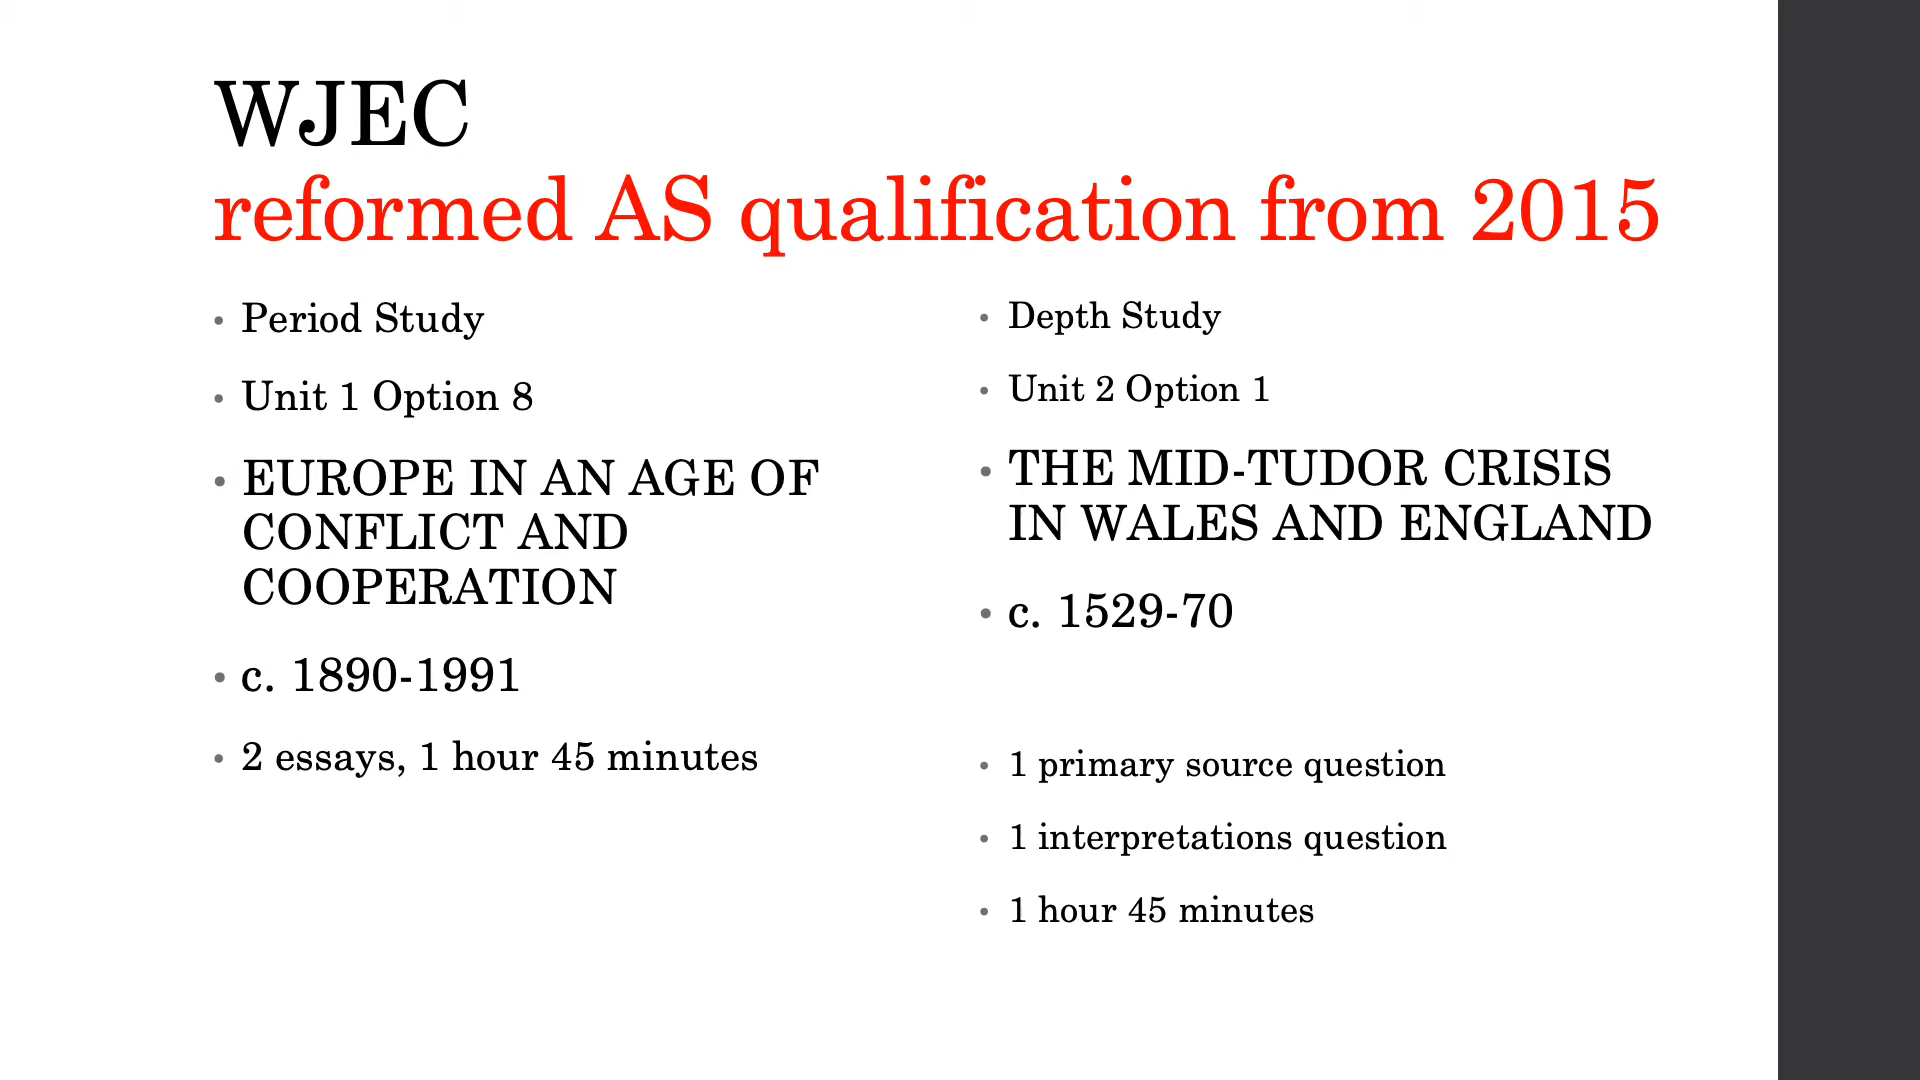 WJEC
reformed AS qualification from 2015
• Period Study
• Unit 1 Option 8
• EUROPE IN AN AGE OF
CONFLICT AND
COOPERATION
• c. 1890-1991
• 2 essays, 1 hour 45 minutes
• Depth Study
• Unit 2 Option 1
• THE MID-TUDOR CRISIS
IN WALES AND ENGLAND
• c. 1529-70
• 1 primary source question
• 1 interpretations question
• 1 hour 45 minutes